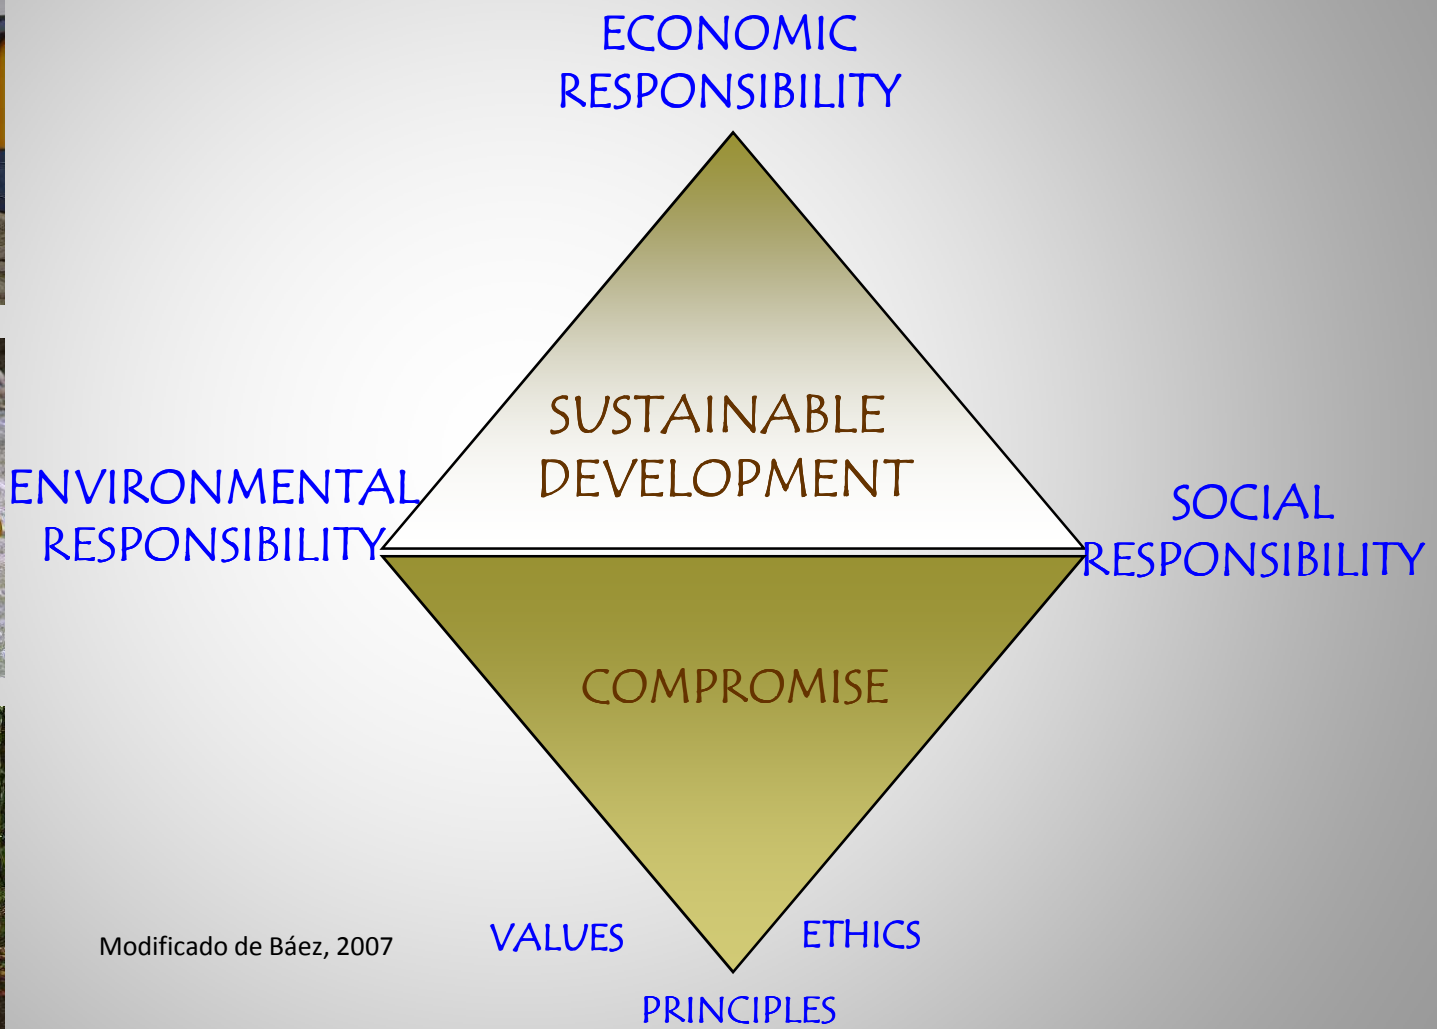 ECONOMIC
RESPONSIBILITY
SUSTAINABLE
DEVELOPMENT
ENVIRONMENTAL
RESPONSIBILITY
SOCIAL
RESPONSIBILITY
COMPROMISE
VALUES
ETHICS
Modificado de Báez, 2007
PRINCIPLES